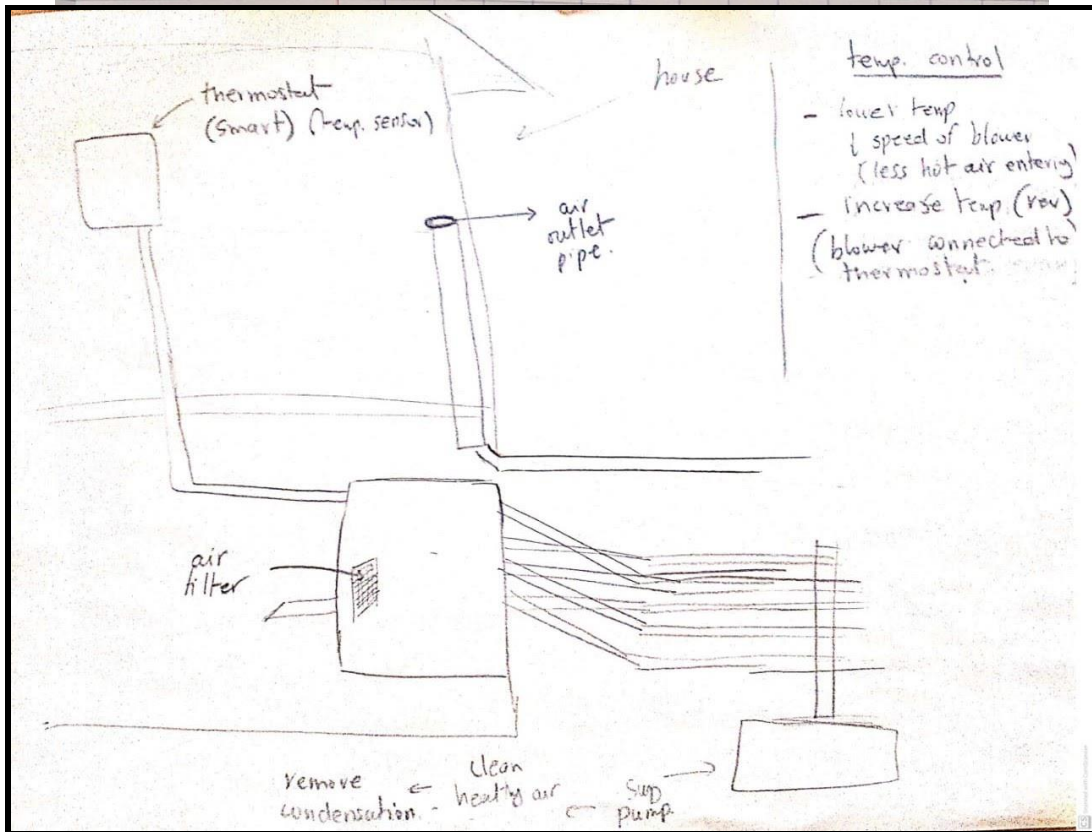 thermostat
(smart) (temp. sensor)
house
air
outlet
pipe.
temp. control
- lower temp
↓ speed of blower
(less hot air entering)
- increase temp. (rev)
(blower connected to
thermostat.
air
filter
remove
condensation.
← clean
healty air
← sup
pump